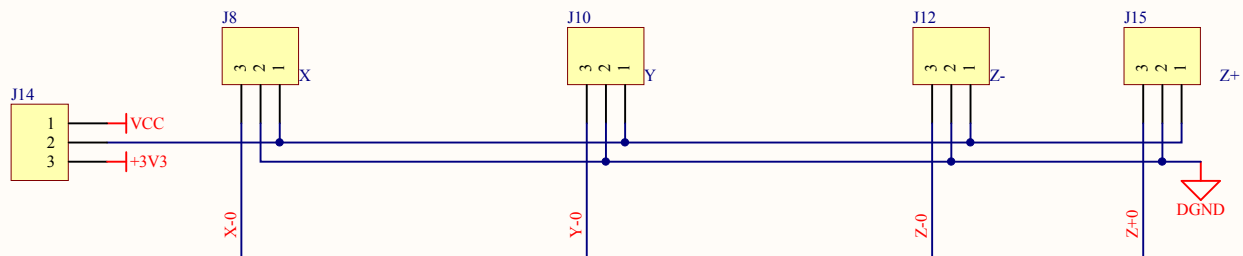 J8
J10
J12
J15
3 2 1
X
3 2 1
Y
3 2 1
Z-
3 2 1
Z+
J14
1
VCC
2
3
+3V3
X-0
Y-0
Z-0
Z+0
DGND